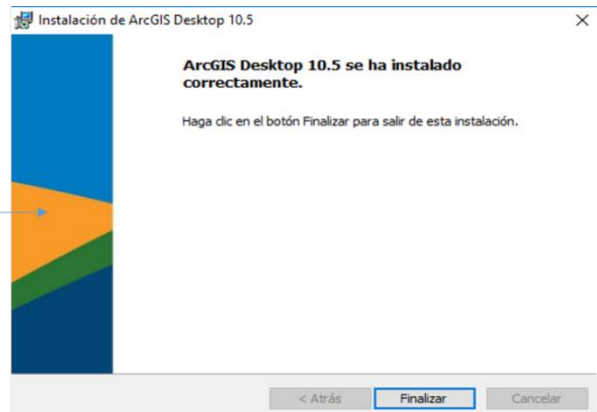 Instalación de ArcGIS Desktop 10.5
ArcGIS Desktop 10.5 se ha instalado
correctamente.
Haga clic en el botón Finalizar para salir de esta instalación.
< Atrás
Finalizar
Cancelar